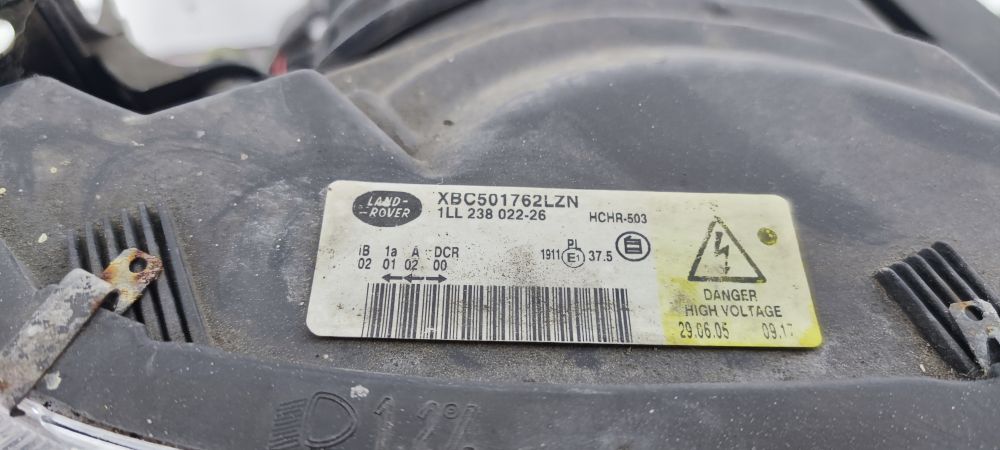 LAND-
ROVER
XBC501762LZN
1LL 238 022-26
HCHR-503
iB 1a A DCR
02 01 02 00
PL
1911 E1 37.5
DANGER
HIGH VOLTAGE
29.06.05